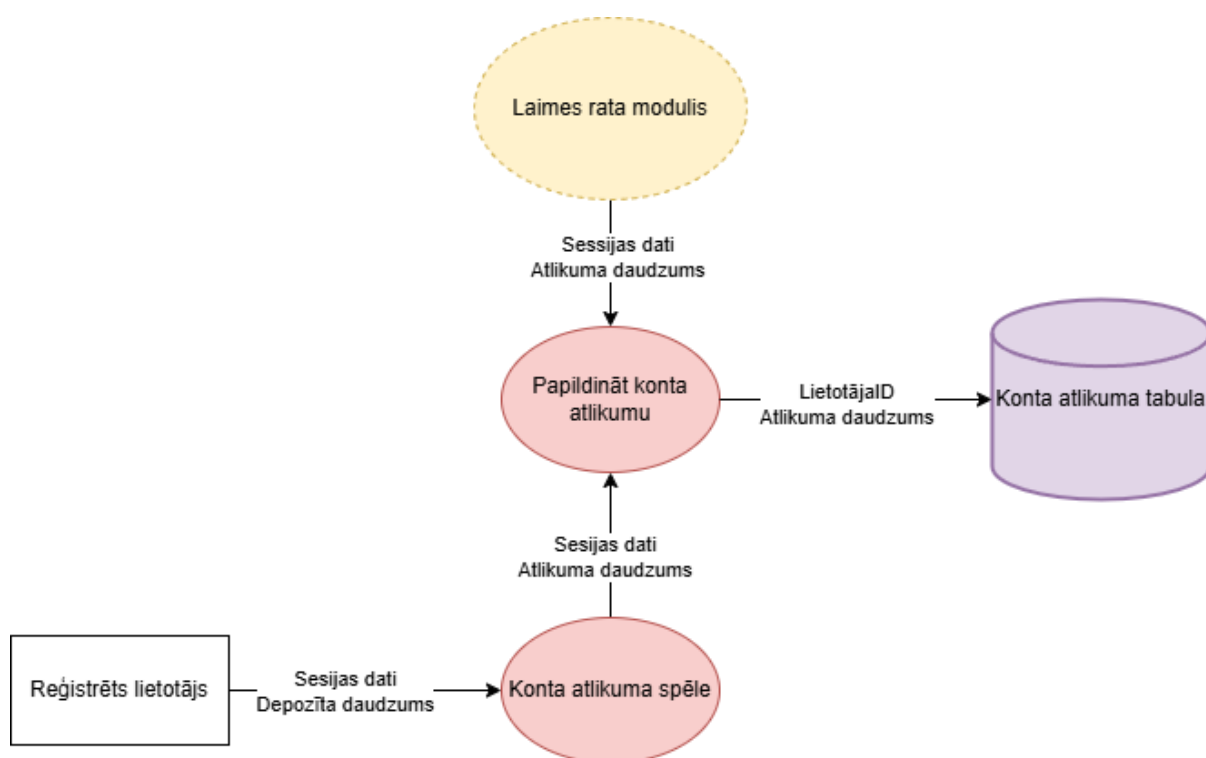 Laimes rata modulis
Sessijas dati
Atlikuma daudzums
Papildināt konta
atlikumu
LietotājaID
Atlikuma daudzums
Konta atlikuma tabula
Sesijas dati
Atlikuma daudzums
Reģistrēts lietotājs
Sesijas dati
Depozīta daudzums
Konta atlikuma spēle